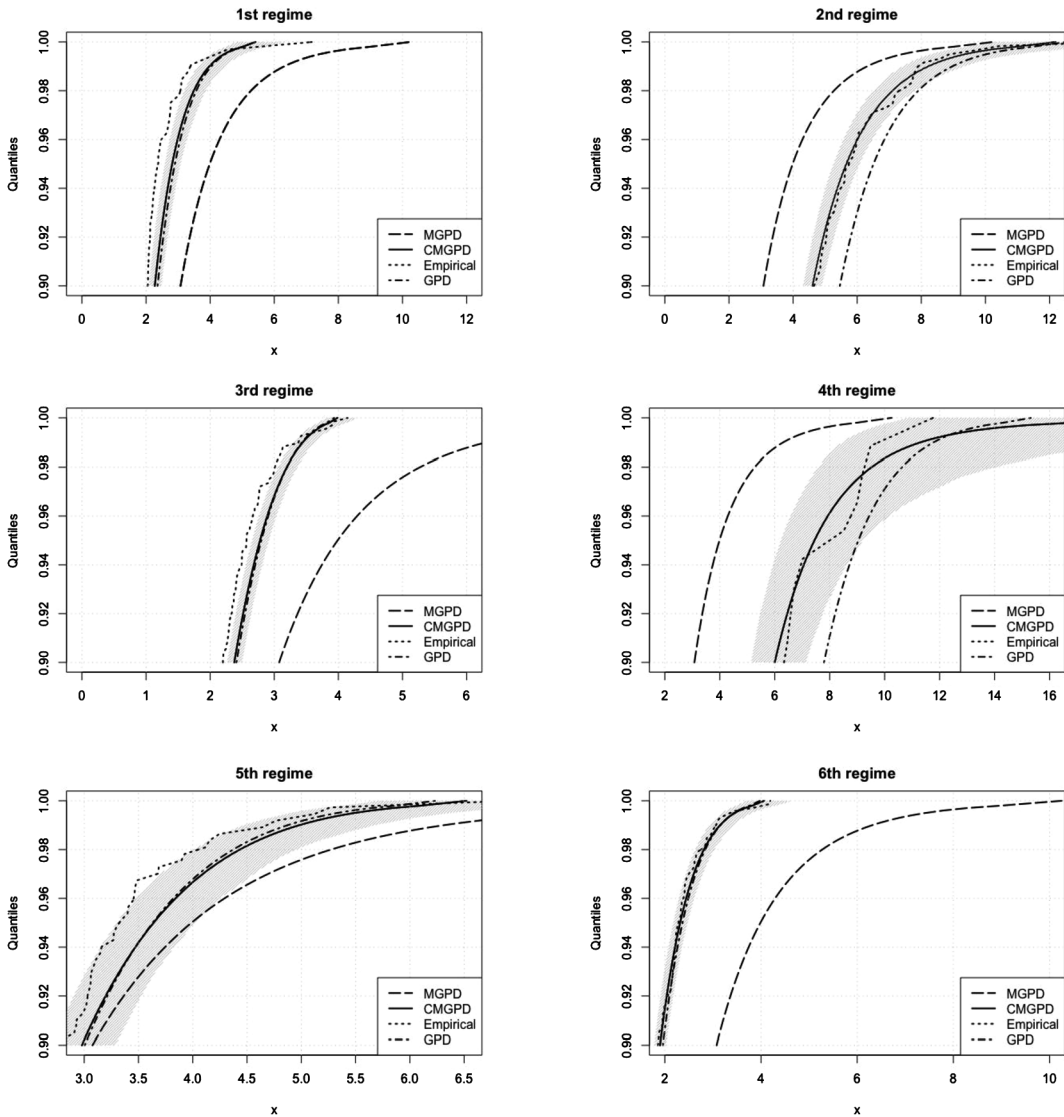 1st regime
Quantiles
1.00
0.98
0.96
0.94
0.92
0.90
MGPD
CMGPD
Empirical
GPD
0 2 4 6 8 10 12
x
2nd regime
Quantiles
1.00
0.98
0.96
0.94
0.92
0.90
MGPD
CMGPD
Empirical
GPD
0 2 4 6 8 10 12
x
3rd regime
Quantiles
1.00
0.98
0.96
0.94
0.92
0.90
MGPD
CMGPD
Empirical
GPD
0 1 2 3 4 5 6
x
4th regime
Quantiles
1.00
0.98
0.96
0.94
0.92
0.90
MGPD
CMGPD
Empirical
GPD
2 4 6 8 10 12 14 16
x
5th regime
Quantiles
1.00
0.98
0.96
0.94
0.92
0.90
MGPD
CMGPD
Empirical
GPD
3.0 3.5 4.0 4.5 5.0 5.5 6.0 6.5
x
6th regime
Quantiles
1.00
0.98
0.96
0.94
0.92
0.90
MGPD
CMGPD
Empirical
GPD
2 4 6 8 10
x